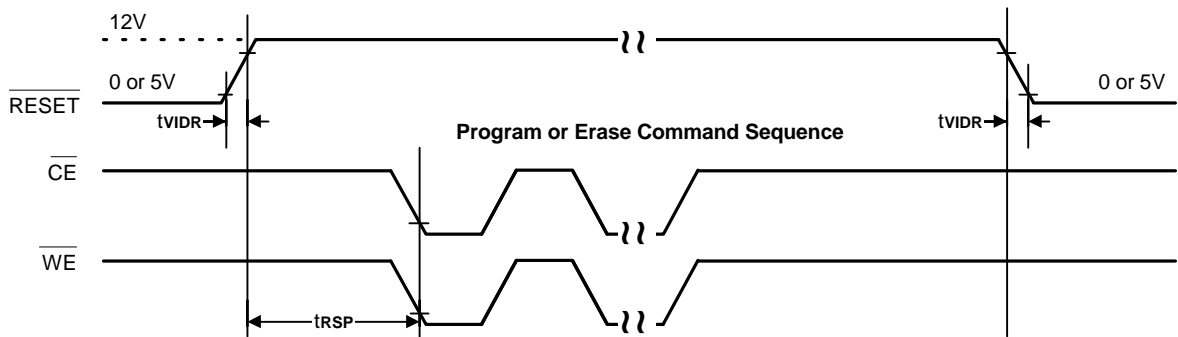 12V
0 or 5V
0 or 5V
RESET
tVIDR
tVIDR
Program or Erase Command Sequence
CE
WE
tRSP